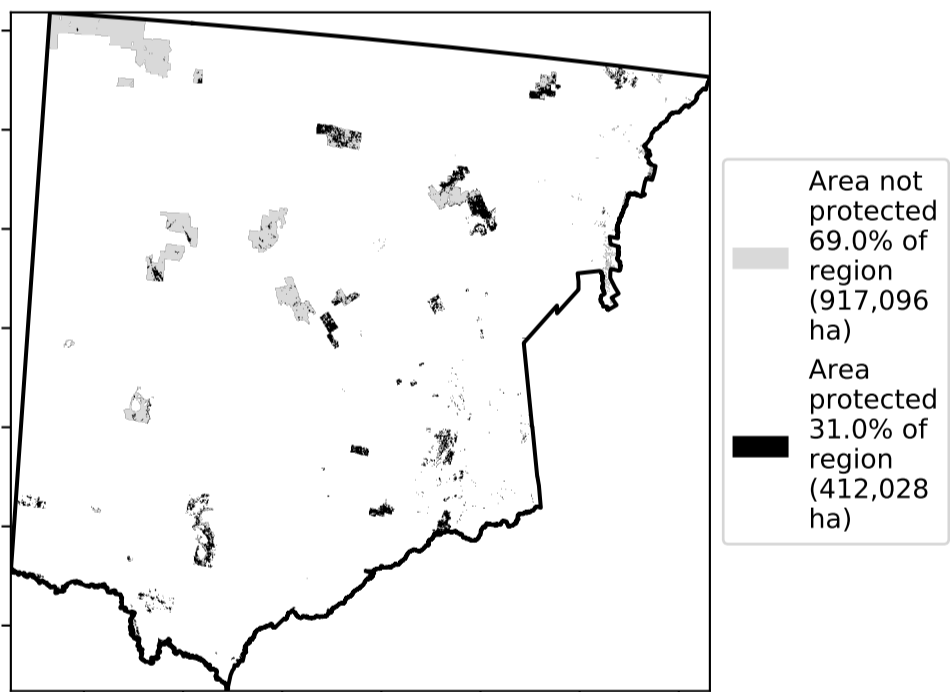 Area not
protected
69.0% of
region
(917,096
ha)
Area
protected
31.0% of
region
(412,028
ha)